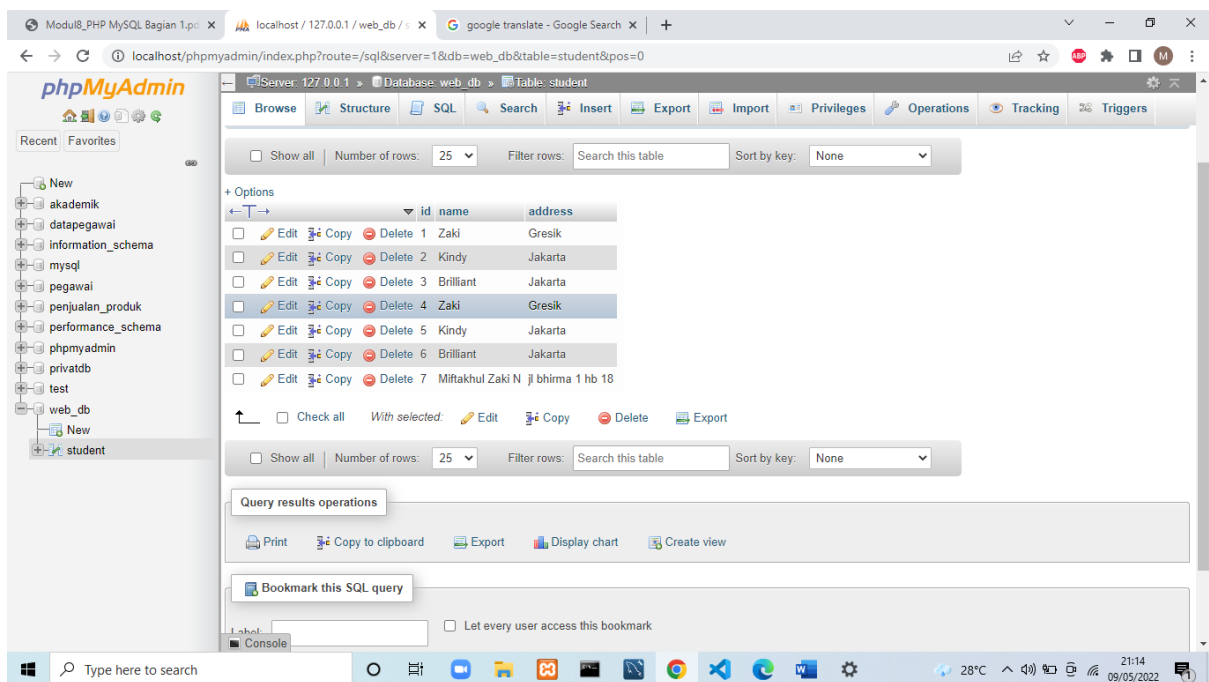 Modul8_PHP MySQL Bagian 1.pd
localhost / 127.0.0.1 / web_db / s
google translate - Google Search
localhost/phpmyadmin/index.php?route=/sql&server=1&db=web_db&table=student&pos=0
ABP
M
phpMyAdmin
Recent Favorites
New
akademik
datapegawai
information_schema
mysql
pegawai
penjualan_produk
performance_schema
phpmyadmin
privatdb
test
web_db
New
student
Server: 127.0.0.1 » Database: web_db » Table: student
Browse Structure SQL Search Insert Export Import Privileges Operations Tracking Triggers
Show all | Number of rows: 25 Filter rows: Search this table Sort by key: None
+ Options
←T→ id name address
Edit Copy Delete 1 Zaki Gresik
Edit Copy Delete 2 Kindy Jakarta
Edit Copy Delete 3 Brilliant Jakarta
Edit Copy Delete 4 Zaki Gresik
Edit Copy Delete 5 Kindy Jakarta
Edit Copy Delete 6 Brilliant Jakarta
Edit Copy Delete 7 Miftakhul Zaki N jl bhirma 1 hb 18
Check all With selected: Edit Copy Delete Export
Show all | Number of rows: 25 Filter rows: Search this table Sort by key: None
Query results operations
Print Copy to clipboard Export Display chart Create view
Bookmark this SQL query
Label: Let every user access this bookmark
Console
Type here to search
28°C
21:14
09/05/2022
1